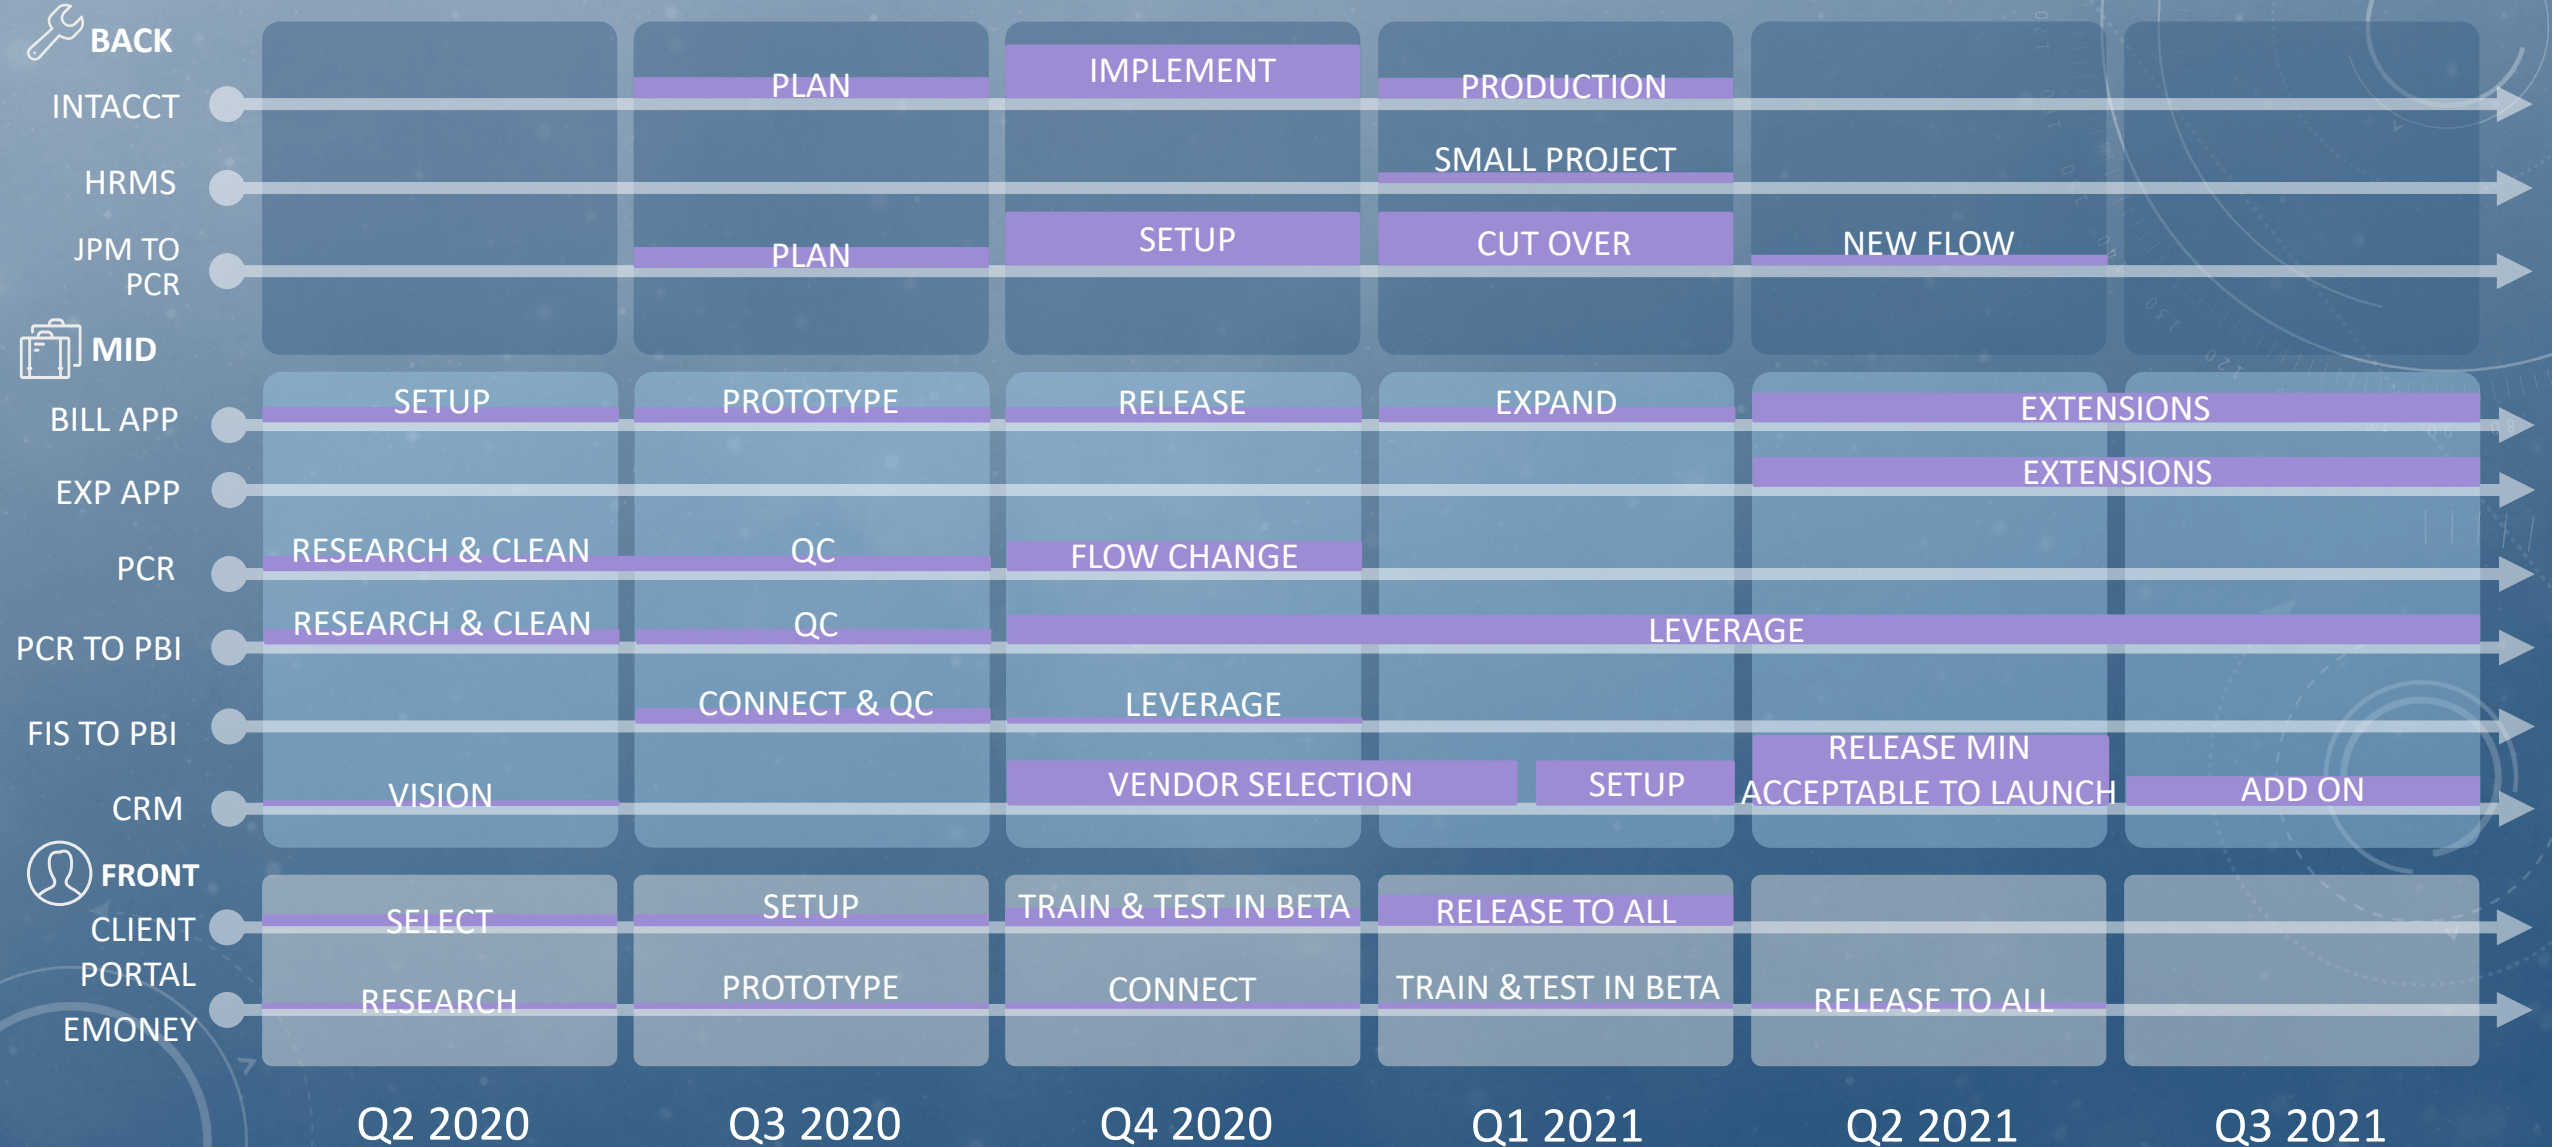 BACK
INTACCT
PLAN
IMPLEMENT
PRODUCTION
HRMS
SMALL PROJECT
JPM TO
PCR
PLAN
SETUP
CUT OVER
NEW FLOW
MID
BILL APP
SETUP
PROTOTYPE
RELEASE
EXPAND
EXTENSIONS
EXP APP
EXTENSIONS
PCR
RESEARCH & CLEAN
QC
FLOW CHANGE
PCR TO PBI
RESEARCH & CLEAN
QC
LEVERAGE
FIS TO PBI
CONNECT & QC
LEVERAGE
CRM
VISION
VENDOR SELECTION
SETUP
RELEASE MIN
ACCEPTABLE TO LAUNCH
ADD ON
FRONT
CLIENT
PORTAL
SELECT
SETUP
TRAIN & TEST IN BETA
RELEASE TO ALL
EMONEY
RESEARCH
PROTOTYPE
CONNECT
TRAIN &TEST IN BETA
RELEASE TO ALL
Q2 2020
Q3 2020
Q4 2020
Q1 2021
Q2 2021
Q3 2021